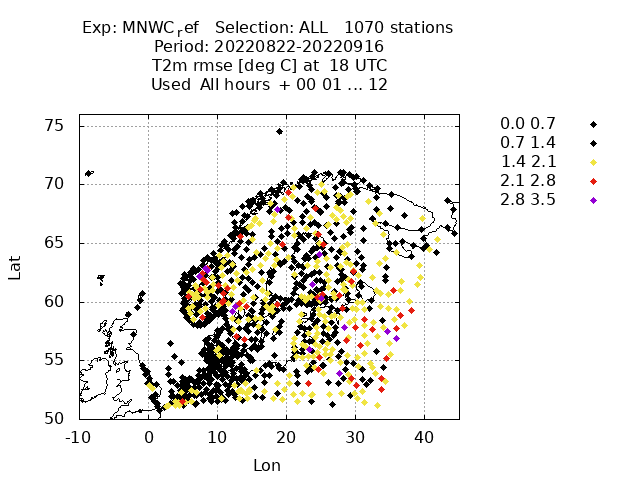 Exp: MNWC_ref   Selection: ALL   1070 stations
Period: 20220822-20220916
T2m rmse [deg C] at  18 UTC
Used  All hours  + 00 01 ... 12
0.0 0.7
0.7 1.4
1.4 2.1
2.1 2.8
2.8 3.5
75
70
65
60
55
50
Lat
-10 0 10 20 30 40
Lon